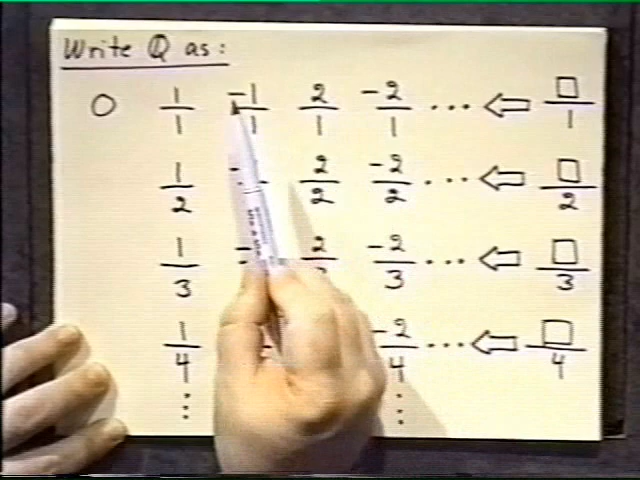 Write Q as:
0 1/1 -1/1 2/1 -2/1 ... ⇐ □/1
1/2 - 2/2 -2/2 ... ⇐ □/2
1/3 - 2 -2/3 ... ⇐ □/3
1/4 -2/4 ... ⇐ □/4
⋮ ⋮